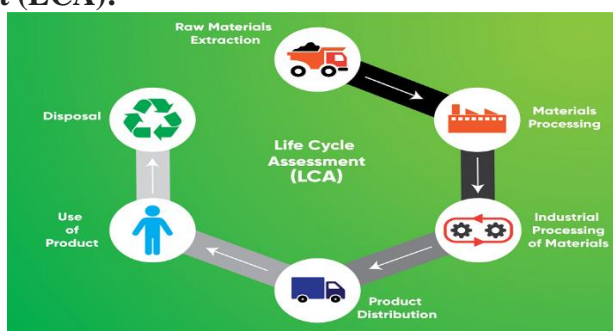 t (LCA):
Raw Materials
Extraction
Materials
Processing
Industrial
Processing
of Materials
Product
Distribution
Use
of
Product
Disposal
Life Cycle
Assessment
(LCA)